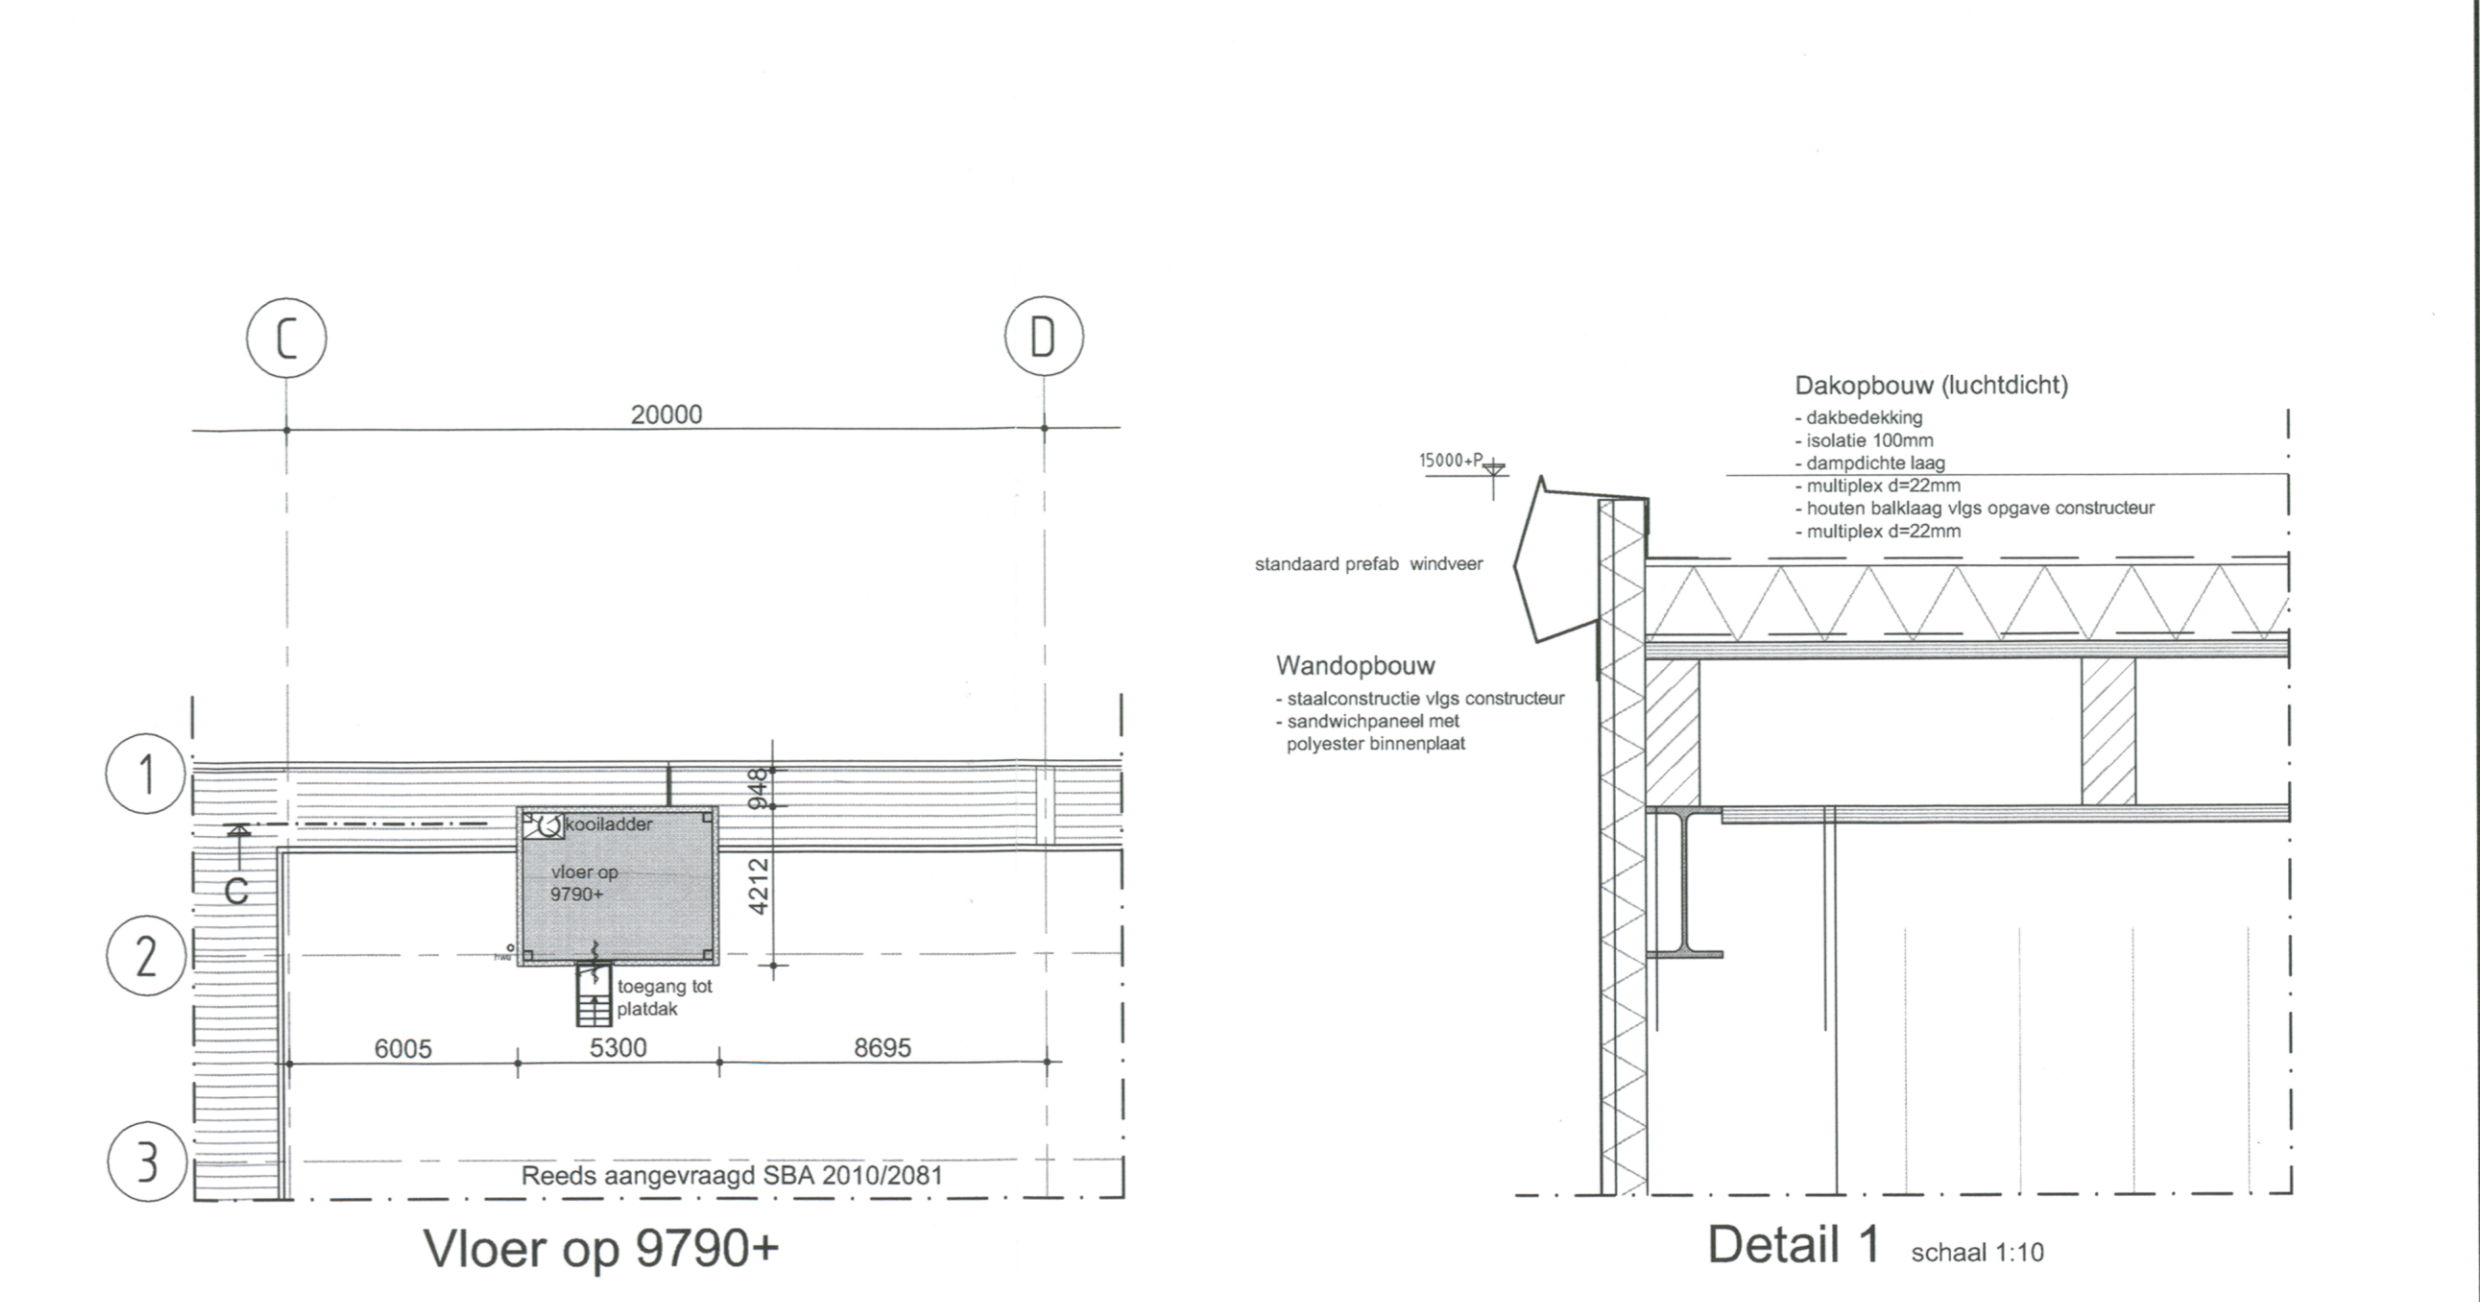 C
D
20000
1
948
kooiladder
C
vloer op
9790+
4212
2
hwa
toegang tot
platdak
6005
5300
8695
3
Reeds aangevraagd SBA 2010/2081
Vloer op 9790+
Dakopbouw (luchtdicht)
- dakbedekking
- isolatie 100mm
- dampdichte laag
- multiplex d=22mm
- houten balklaag vlgs opgave constructeur
- multiplex d=22mm
15000+P
standaard prefab windveer
Wandopbouw
- staalconstructie vlgs constructeur
- sandwichpaneel met
polyester binnenplaat
Detail 1 schaal 1:10